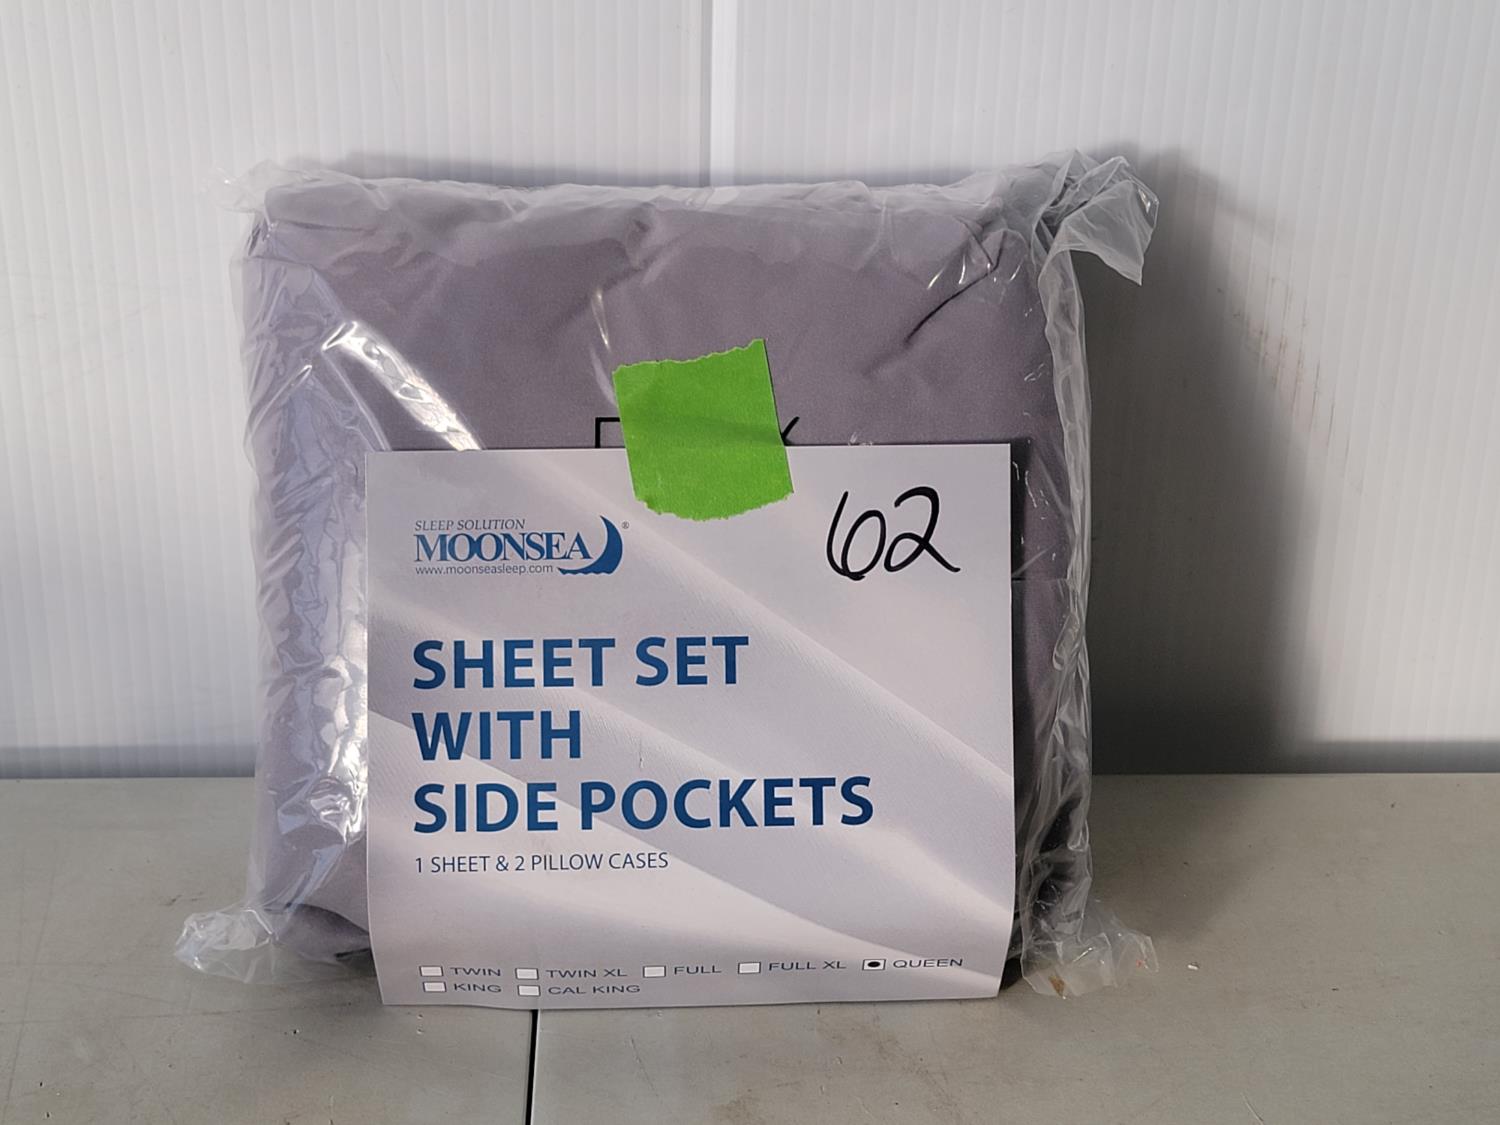 SLEEP SOLUTION
MOONSEA®
www.moonseasleep.com
62
SHEET SET
WITH
SIDE POCKETS
1 SHEET & 2 PILLOW CASES
TWIN TWIN XL FULL FULL XL QUEEN
KING CAL KING